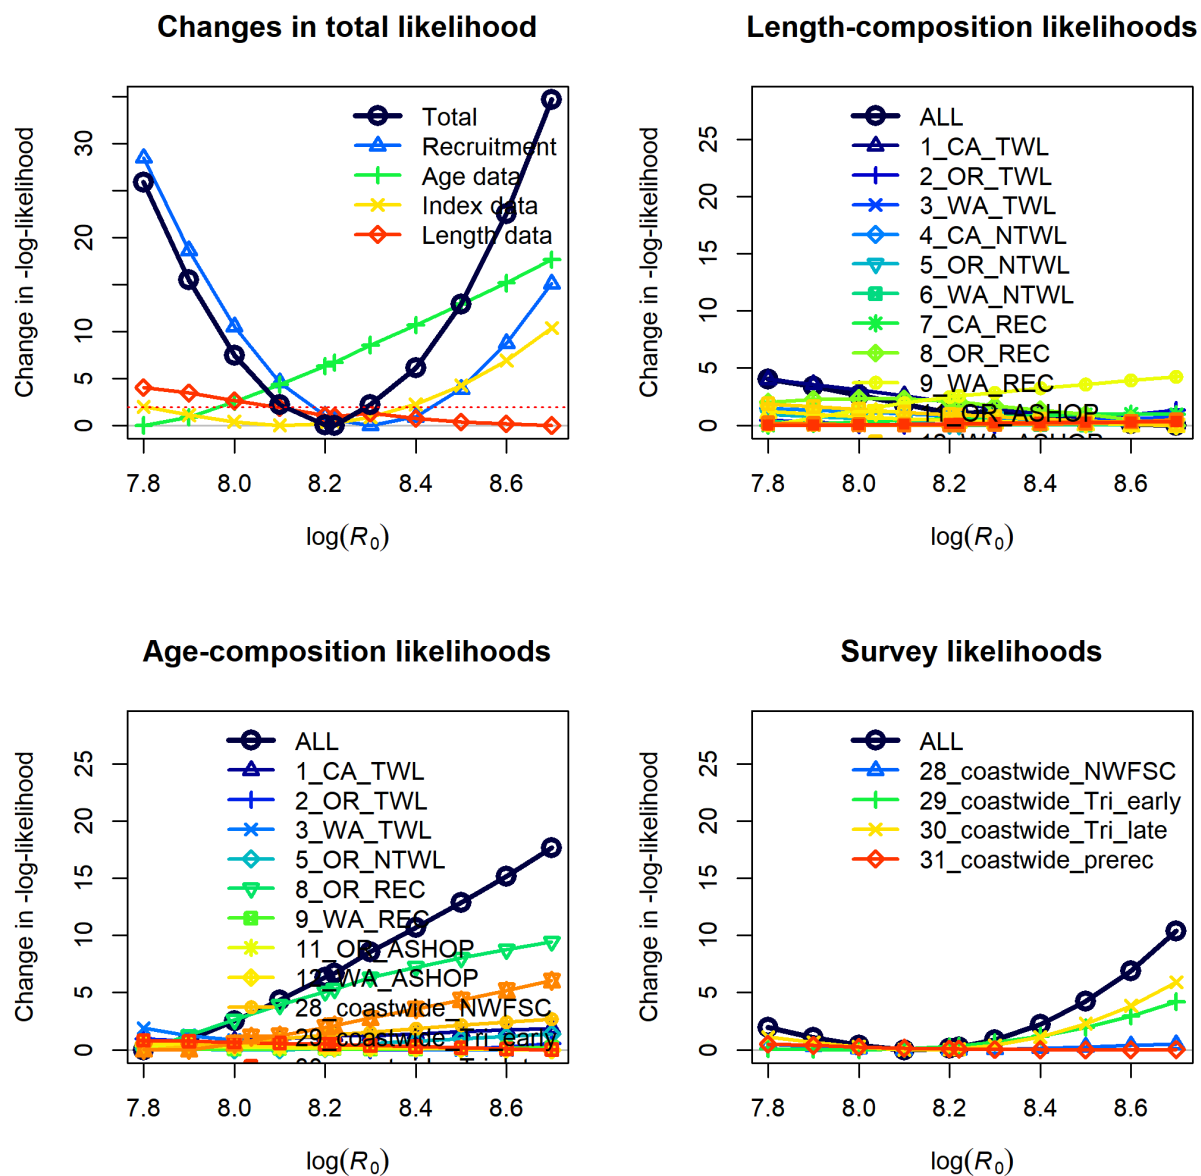 Changes in total likelihood
Change in -log-likelihood
30
20
10
5
0
Total
Recruitment
Age data
Index data
Length data
7.8 8.0 8.2 8.4 8.6
log(R0)
Length-composition likelihoods
Change in -log-likelihood
25
20
15
10
5
0
ALL
1_CA_TWL
2_OR_TWL
3_WA_TWL
4_CA_NTWL
5_OR_NTWL
6_WA_NTWL
7_CA_REC
8_OR_REC
9_WA_REC
11_OR_ASHOP
12_WA_ASHOP
7.8 8.0 8.2 8.4 8.6
log(R0)
Age-composition likelihoods
Change in -log-likelihood
25
20
15
10
5
0
ALL
1_CA_TWL
2_OR_TWL
3_WA_TWL
5_OR_NTWL
8_OR_REC
9_WA_REC
11_OR_ASHOP
12_WA_ASHOP
28_coastwide_NWFSC
29_coastwide_Tri_early
7.8 8.0 8.2 8.4 8.6
log(R0)
Survey likelihoods
Change in -log-likelihood
25
20
15
10
5
0
ALL
28_coastwide_NWFSC
29_coastwide_Tri_early
30_coastwide_Tri_late
31_coastwide_prerec
7.8 8.0 8.2 8.4 8.6
log(R0)